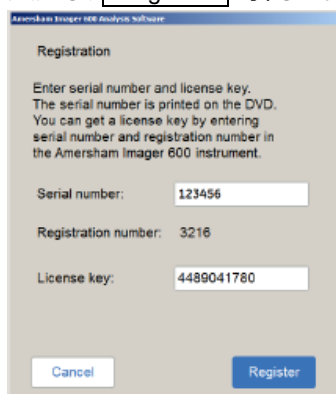 Amersham Imager 600 Analysis Software
Registration
Enter serial number and license key.
The serial number is printed on the DVD.
You can get a license key by entering
serial number and registration number in
the Amersham Imager 600 instrument.
Serial number: 123456
Registration number: 3216
License key: 4489041780
Cancel Register